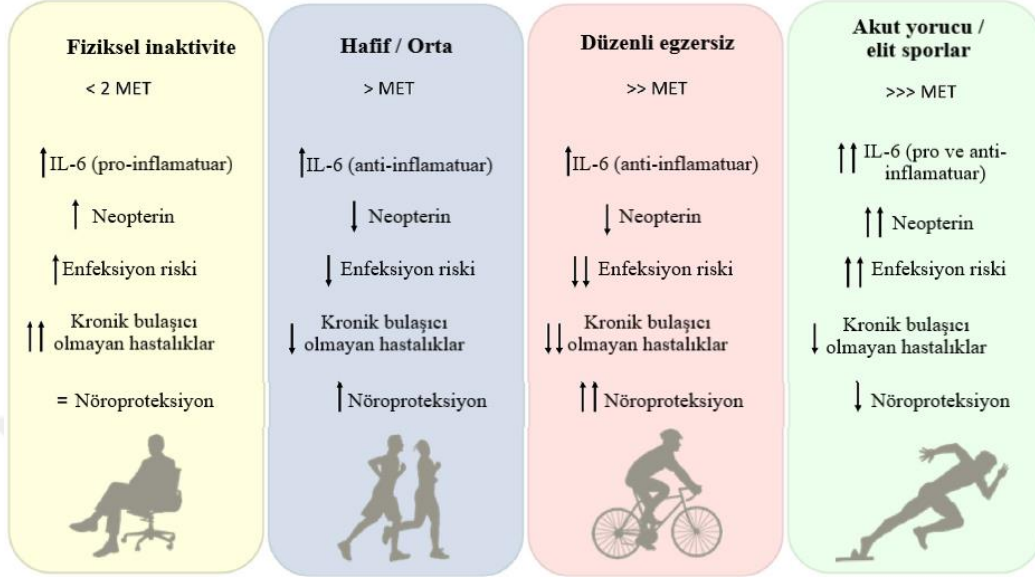 Fiziksel inaktivite
< 2 MET
↑IL-6 (pro-inflamatuar)
↑ Neopterin
↑Enfeksiyon riski
↑↑ Kronik bulaşıcı
olmayan hastalıklar
= Nöroproteksiyon
Hafif / Orta
> MET
↑IL-6 (anti-inflamatuar)
↓ Neopterin
↓ Enfeksiyon riski
↓ Kronik bulaşıcı
olmayan hastalıklar
↑ Nöroproteksiyon
Düzenli egzersiz
>> MET
↑IL-6 (anti-inflamatuar)
↓ Neopterin
↓↓ Enfeksiyon riski
↓↓ Kronik bulaşıcı
olmayan hastalıklar
↑↑ Nöroproteksiyon
Akut yorucu /
elit sporlar
>>> MET
↑↑ IL-6 (pro ve anti-
inflamatuar)
↑↑ Neopterin
↑↑ Enfeksiyon riski
↓ Kronik bulaşıcı
olmayan hastalıklar
↓ Nöroproteksiyon